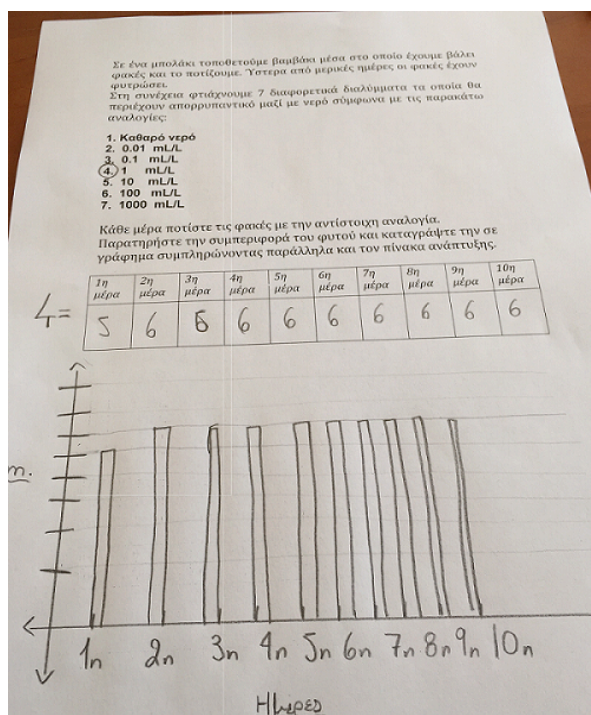 Σε ένα μπολάκι τοποθετούμε βαμβάκι μέσα στο οποίο έχουμε βάλει
φακές και το ποτίζουμε. Ύστερα από μερικές ημέρες οι φακές έχουν
φυτρώσει.
Στη συνέχεια φτιάχνουμε 7 διαφορετικά διαλύμματα τα οποία θα
περιέχουν απορρυπαντικό μαζί με νερό σύμφωνα με τις παρακάτω
αναλογίες:
1. Καθαρό νερό
2. 0.01 mL/L
3. 0.1 mL/L
4. 1 mL/L
5. 10 mL/L
6. 100 mL/L
7. 1000 mL/L
Κάθε μέρα ποτίστε τις φακές με την αντίστοιχη αναλογία.
Παρατηρήστε την συμπεριφορά του φυτού και καταγράψτε την σε
γράφημα συμπληρώνοντας παράλληλα και τον πίνακα ανάπτυξης.
1η 2η 3η 4η 5η 6η 7η 8η 9η 10η
μέρα μέρα μέρα μέρα μέρα μέρα μέρα μέρα μέρα μέρα
4= 5 6 6 6 6 6 6 6 6 6
m.
1η 2η 3η 4η 5η 6η 7η 8η 9η 10η
Ημερες